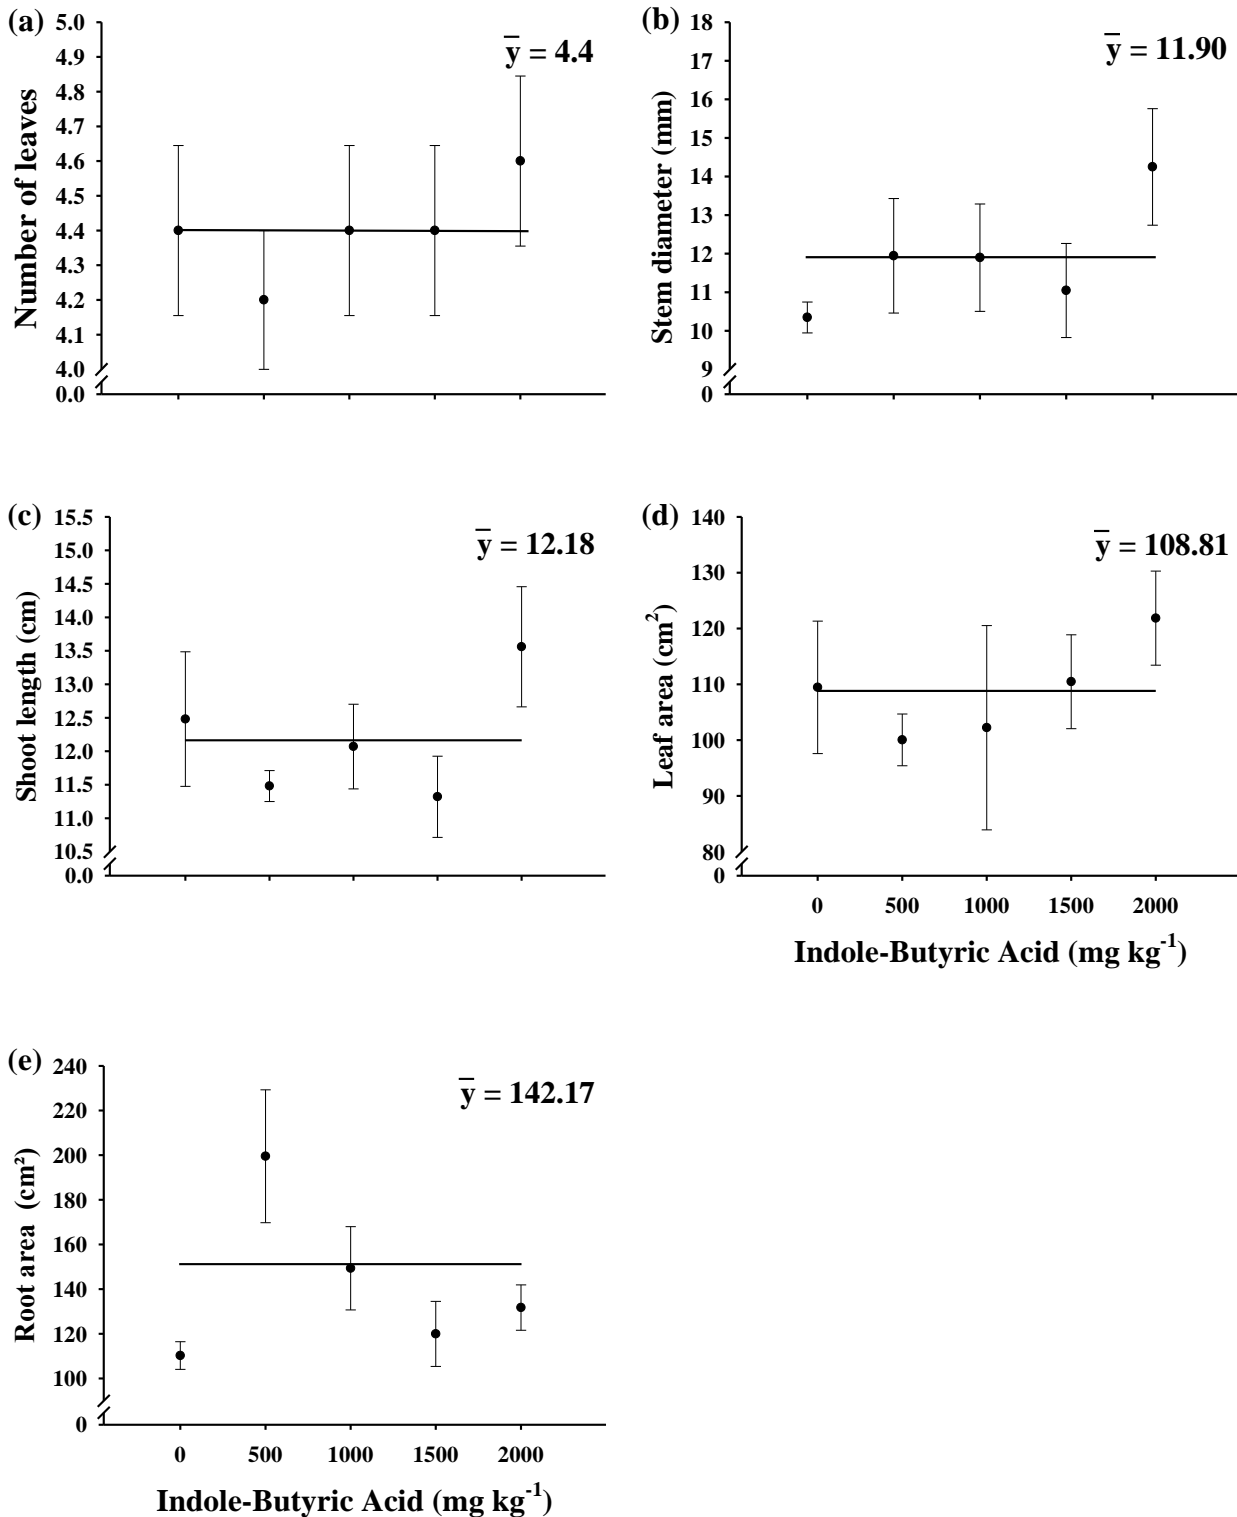 (a)
ȳ = 4.4
Number of leaves
5.0
4.9
4.8
4.7
4.6
4.5
4.4
4.3
4.2
4.1
4.0
0.0
(b)
ȳ = 11.90
Stem diameter (mm)
18
17
16
15
14
13
12
11
10
9
0
(c)
ȳ = 12.18
Shoot length (cm)
15.5
15.0
14.5
14.0
13.5
13.0
12.5
12.0
11.5
11.0
10.5
0.0
(d)
ȳ = 108.81
Leaf area (cm²)
140
130
120
110
100
90
80
0
0 500 1000 1500 2000
Indole-Butyric Acid (mg kg⁻¹)
(e)
ȳ = 142.17
Root area (cm²)
240
220
200
180
160
140
120
100
0
0 500 1000 1500 2000
Indole-Butyric Acid (mg kg⁻¹)